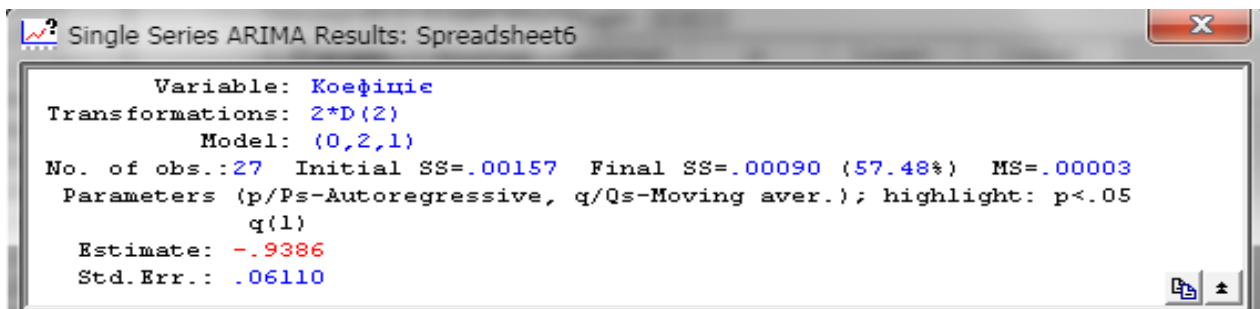 Single Series ARIMA Results: Spreadsheet6
Variable: Коефіціє
Transformations: 2*D(2)
Model: (0,2,1)
No. of obs.:27 Initial SS=.00157 Final SS=.00090 (57.48%) MS=.00003
Parameters (p/Ps-Autoregressive, q/Qs-Moving aver.); highlight: p<.05
q(1)
Estimate: -.9386
Std.Err.: .06110